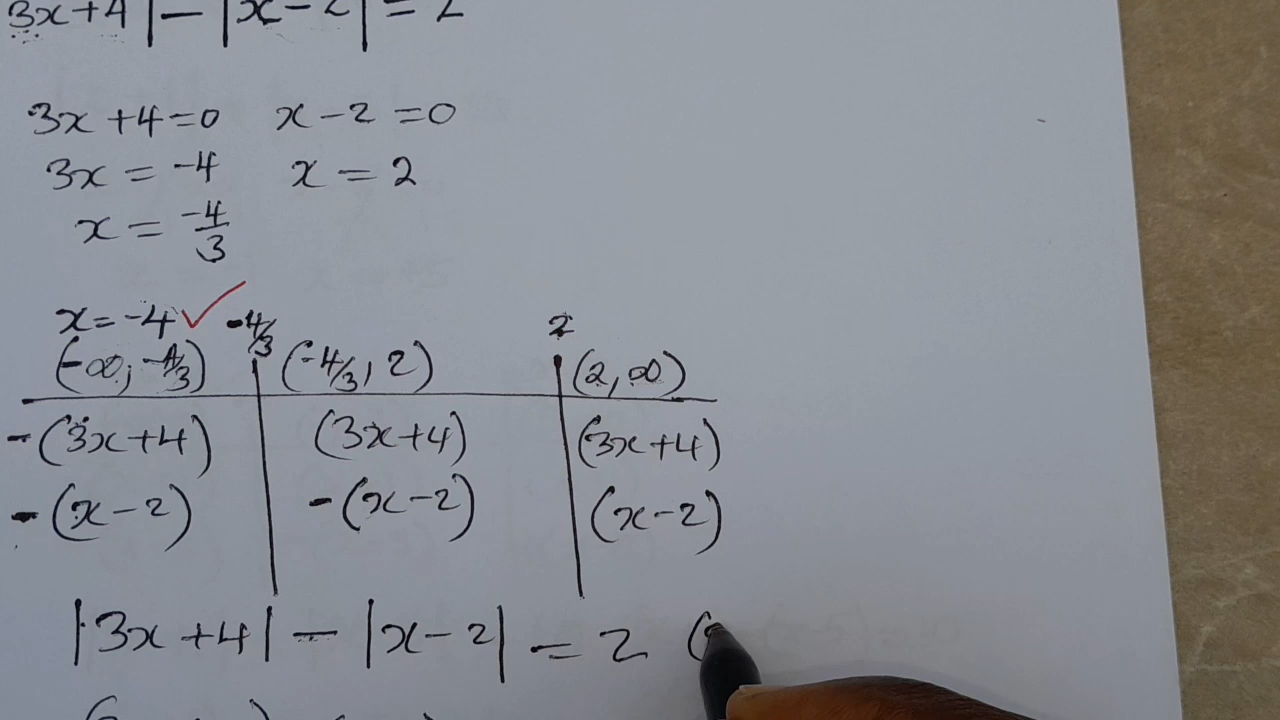 3x+4|-|x-2|=2
3x+4=0 x-2=0
3x=-4 x=2
x=-4/3
x=-4✓ -4/3 2
(-∞,-4/3) (-4/3,2) (2,∞)
-(3x+4) (3x+4) (3x+4)
-(x-2) -(x-2) (x-2)
|3x+4|-|x-2|=2 (